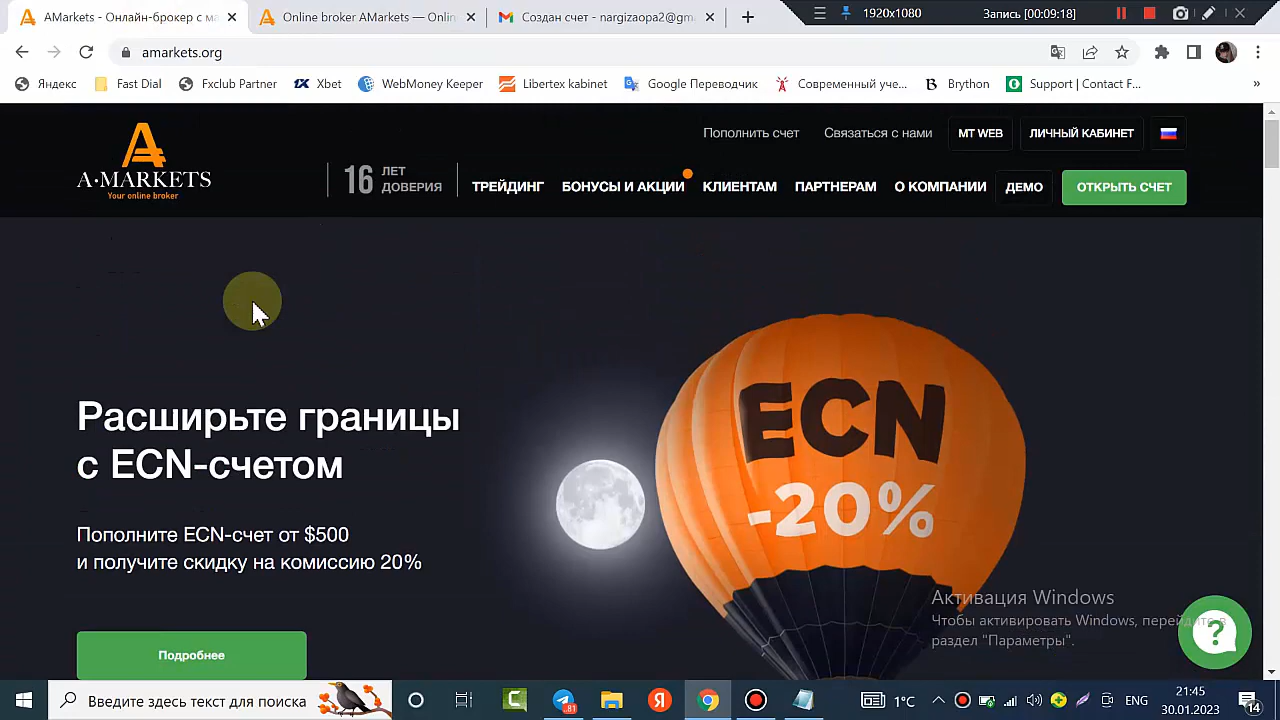 AMarkets - Онлайн брокер с ма
Online broker AMarkets — Onli
Создан счет - nargizaopa2@gm
1920x1080
Запись [00:09:18]
amarkets.org
Яндекс
Fast Dial
Fxclub Partner
Xbet
WebMoney Keeper
Libertex kabinet
Google Переводчик
Современный уче...
Brython
Support | Contact F...
»
Пополнить счет
Связаться с нами
MT WEB
ЛИЧНЫЙ КАБИНЕТ
A·MARKETS
Your online broker
16 ЛЕТ
ДОВЕРИЯ
ТРЕЙДИНГ
БОНУСЫ И АКЦИИ
КЛИЕНТАМ
ПАРТНЕРАМ
О КОМПАНИИ
ДЕМО
ОТКРЫТЬ СЧЕТ
Расширьте границы
с ECN-счетом
Пополните ECN-счет от $500
и получите скидку на комиссию 20%
Подробнее
ECN
-20%
Активация Windows
Чтобы активировать Windows, перейдите в
раздел "Параметры".
Введите здесь текст для поиска
81
1°C
ENG
21:45
30.01.2023
14